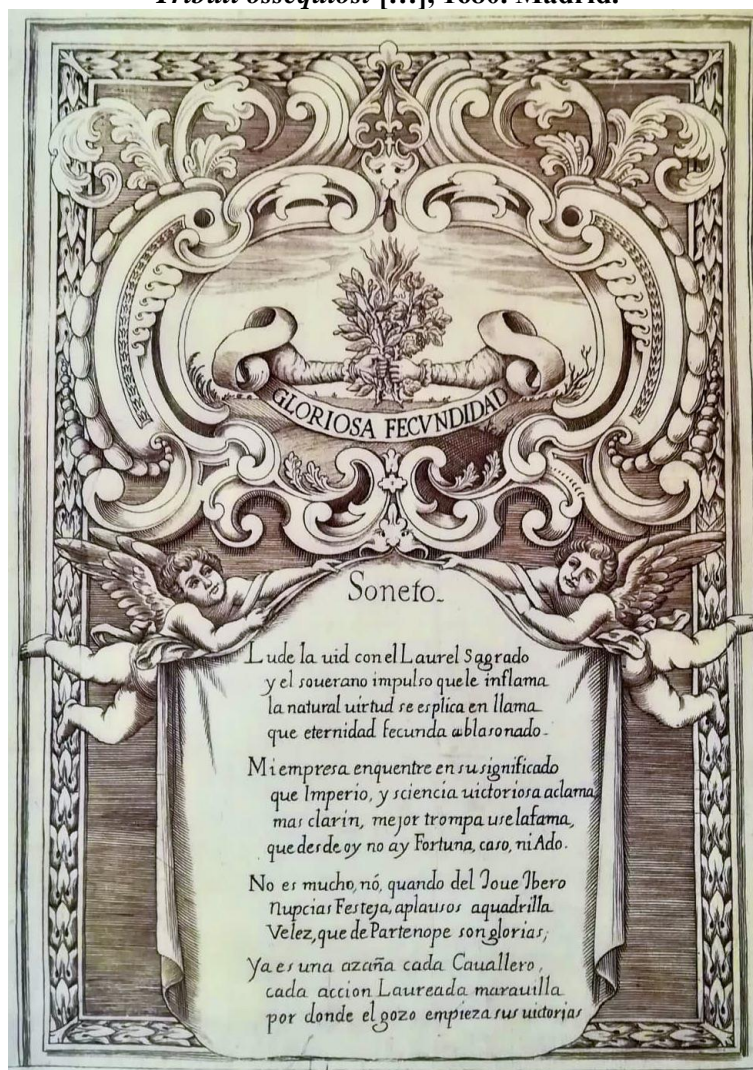 Tributi ossequiosi […], 1680. Madrid.
GLORIOSA FECVNDIDAD
Soneto
Lude la uid con el Laurel Sagrado
y el souerano impulso que le inflama
la natural uirtud se esplica en llama
que eternidad fecunda a blasonado.
Mi empresa enquentre en su significado
que Imperio, y sciencia uictoriosa aclama,
mas clarin, mejor trompa use la fama,
que desde oy no ay Fortuna, caso, ni Ado.
No es mucho, nó, quando del Joue Ibero
Nupcias Festeja, aplausos aquadrilla
Velez, que de Partenope son glorias;
Ya es una azaña cada Cauallero,
cada accion Laureada marauilla
por donde el gozo empieza sus uictorias